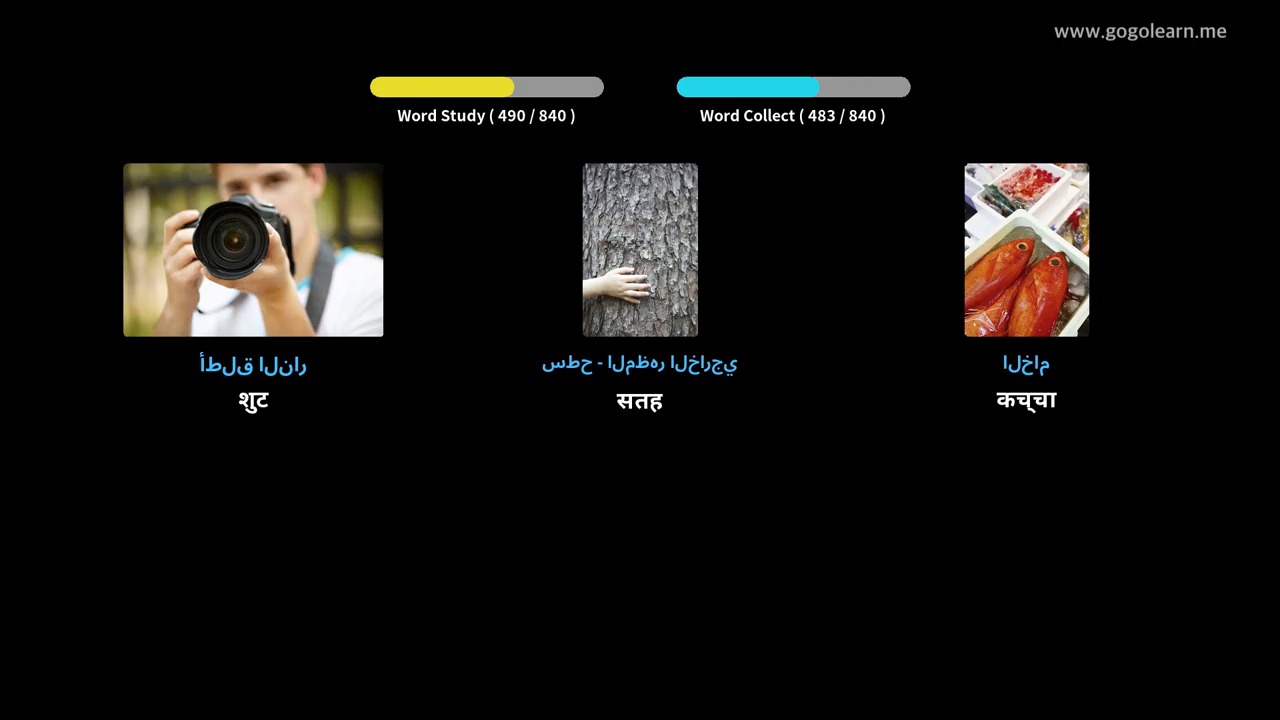 www.gogolearn.me
Word Study ( 490 / 840 )
Word Collect ( 483 / 840 )
أطلق النار
शुट
سطح - المظهر الخارجي
सतह
الخام
कच्चा